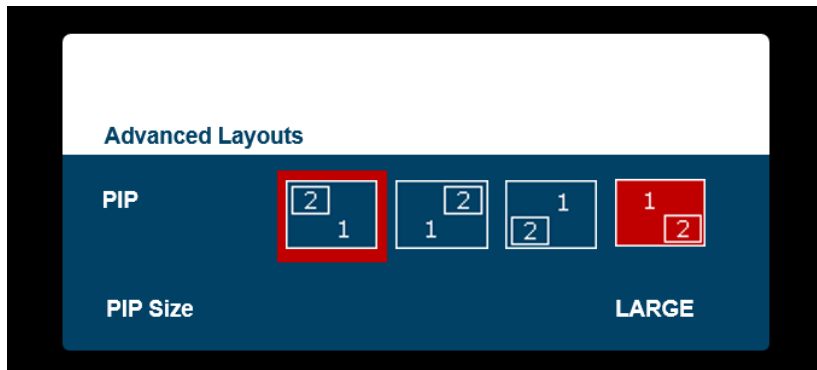 Advanced Layouts
PIP
2 1
2 1
1 2
1 2
PIP Size LARGE